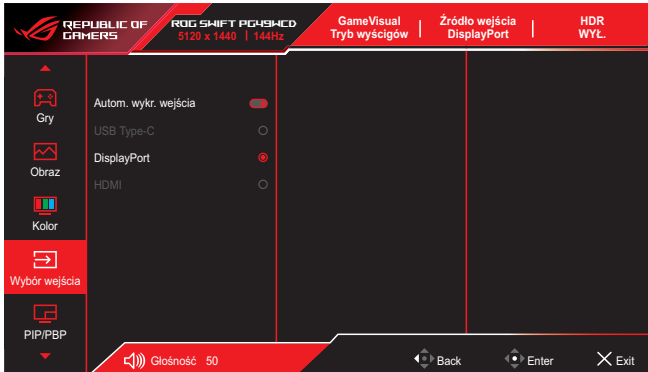 REPUBLIC OF
GAMERS
ROG SWIFT PG49WCD
5120 x 1440 | 144Hz
GameVisual
Tryb wyścigów
Źródło wejścia
DisplayPort
HDR
WYŁ.
Gry
Obraz
Kolor
Wybór wejścia
PIP/PBP
Autom. wykr. wejścia
USB Type-C
DisplayPort
HDMI
Głośność 50
Back
Enter
Exit